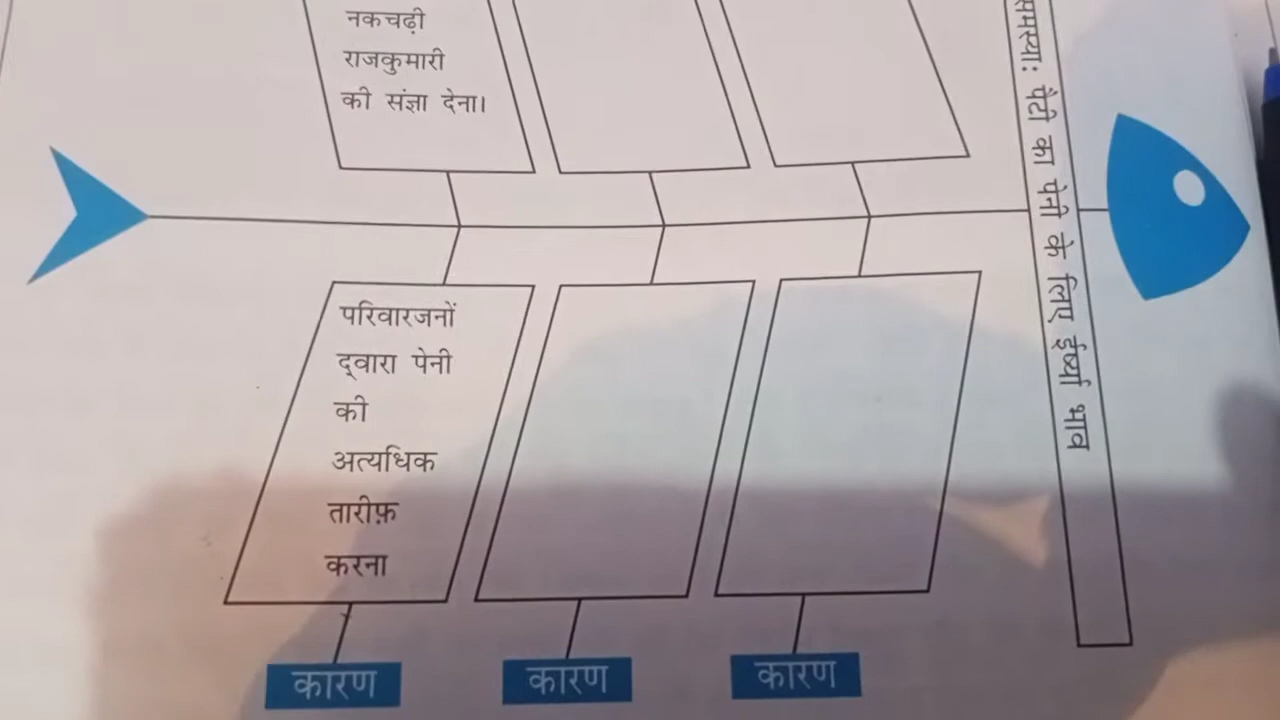 नकचढ़ी
राजकुमारी
की संज्ञा देना।
समस्या: पैटी का पेनी के लिए ईर्ष्या भाव
परिवारजनों
द्वारा पेनी
की
अत्यधिक
तारीफ़
करना
कारण
कारण
कारण